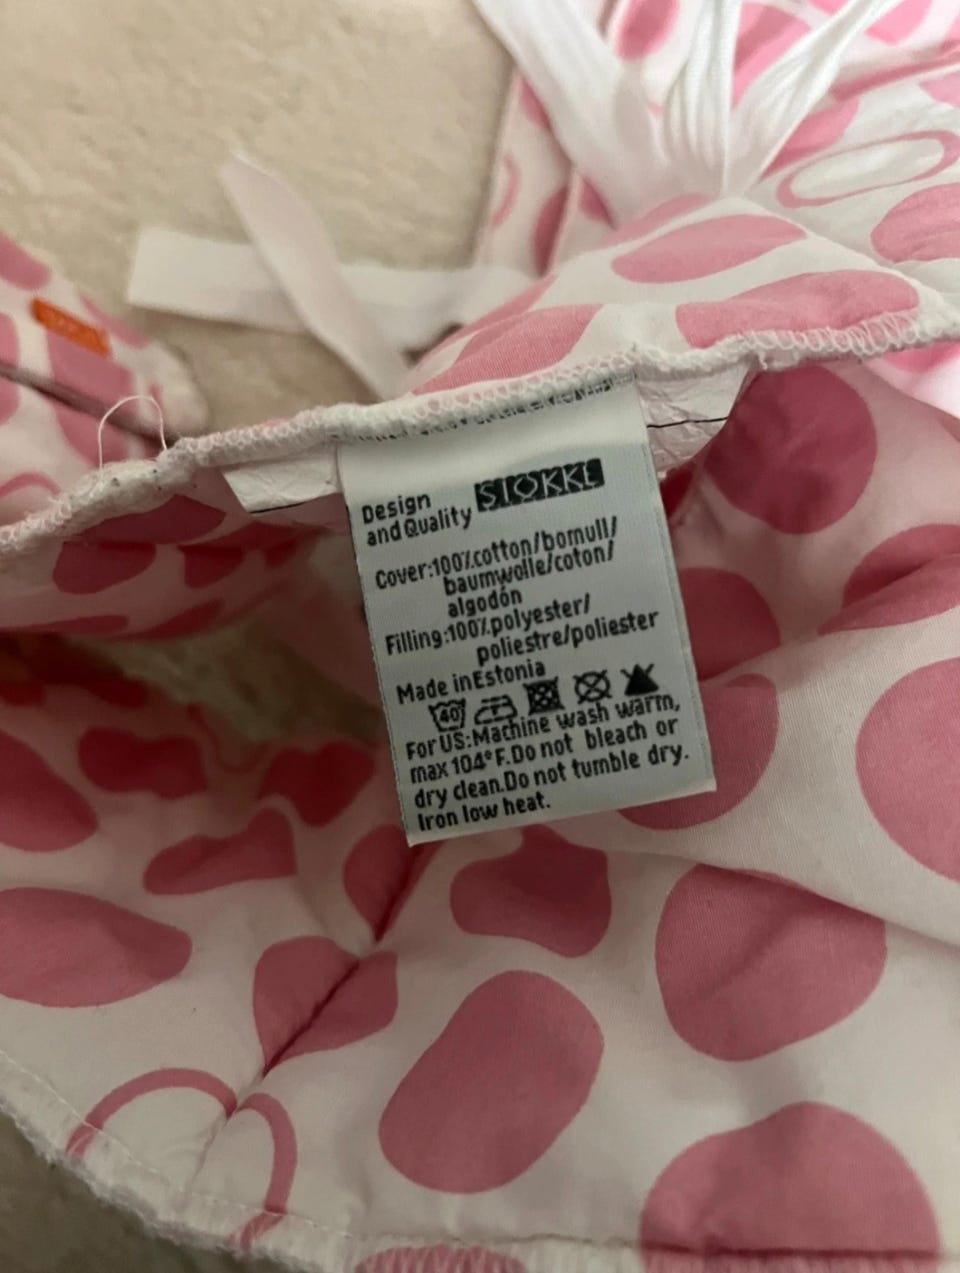 Design STOKKE
and Quality
Cover:100%cotton/bomull/
baumwolle/coton/
algodón
Filling:100%polyester/
poliestre/poliester
Made in Estonia
40
For US:Machine wash warm,
max 104°F.Do not bleach or
dry clean.Do not tumble dry.
Iron low heat.